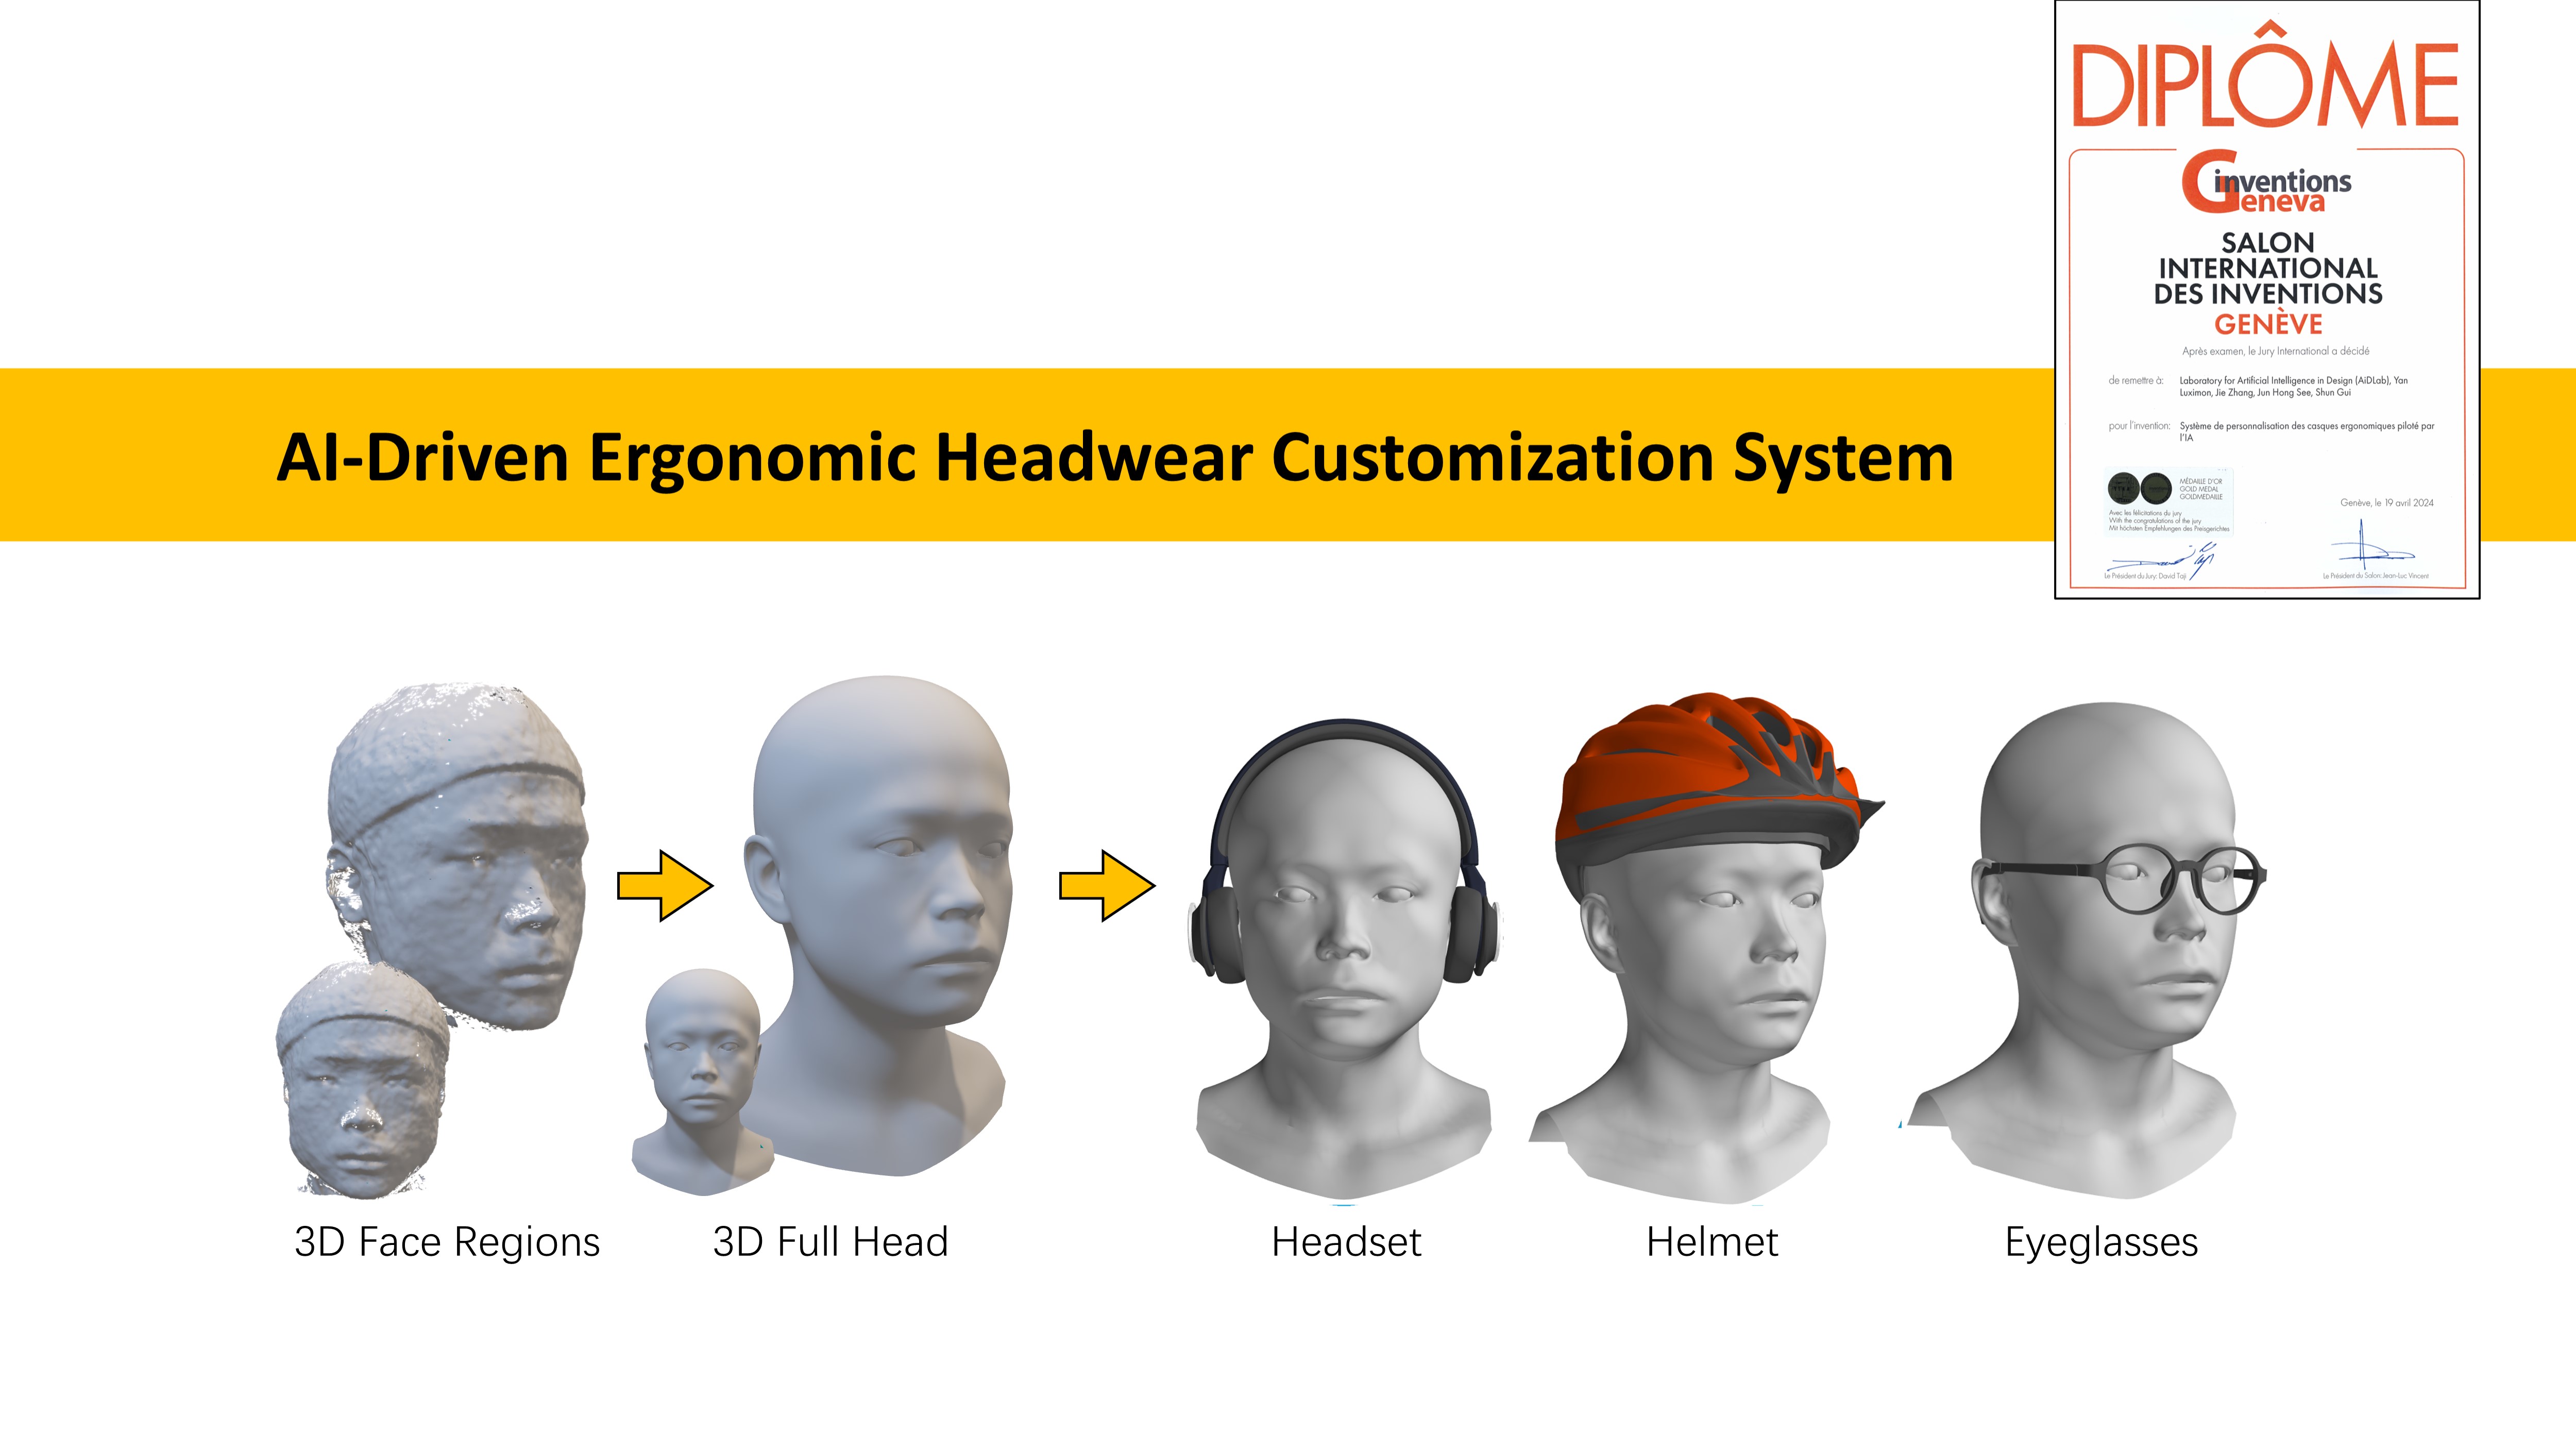 DIPLÔME
inventions
Geneva
SALON
INTERNATIONAL
DES INVENTIONS
GENÈVE
Après examen, le Jury International a décidé
de remettre à: Laboratory for Artificial Intelligence in Design (AiDLab), Yan
Luximon, Jie Zhang, Jun Hong See, Shun Gui
pour l'invention: Système de personnalisation des casques ergonomiques piloté par
l'IA
MÉDAILLE D'OR
GOLD MEDAL
GOLDMEDAILLE
Avec les félicitations du jury
With the congratulations of the jury
Mit höchsten Empfehlungen des Preisgerichtes
Genève, le 19 avril 2024
Le Président du Jury: David Taji
Le Président du Salon: Jean-Luc Vincent
AI-Driven Ergonomic Headwear Customization System
3D Face Regions
3D Full Head
Headset
Helmet
Eyeglasses